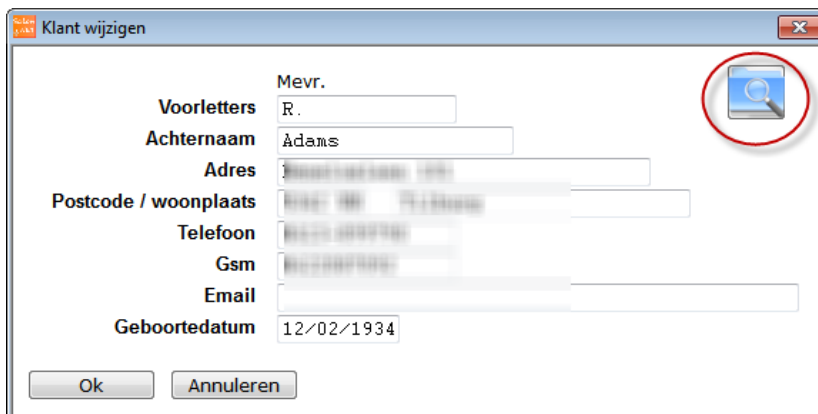 Klant wijzigen
Mevr.
Voorletters R.
Achternaam Adams
Adres
Postcode / woonplaats
Telefoon
Gsm
Email
Geboortedatum 12/02/1934
Ok Annuleren